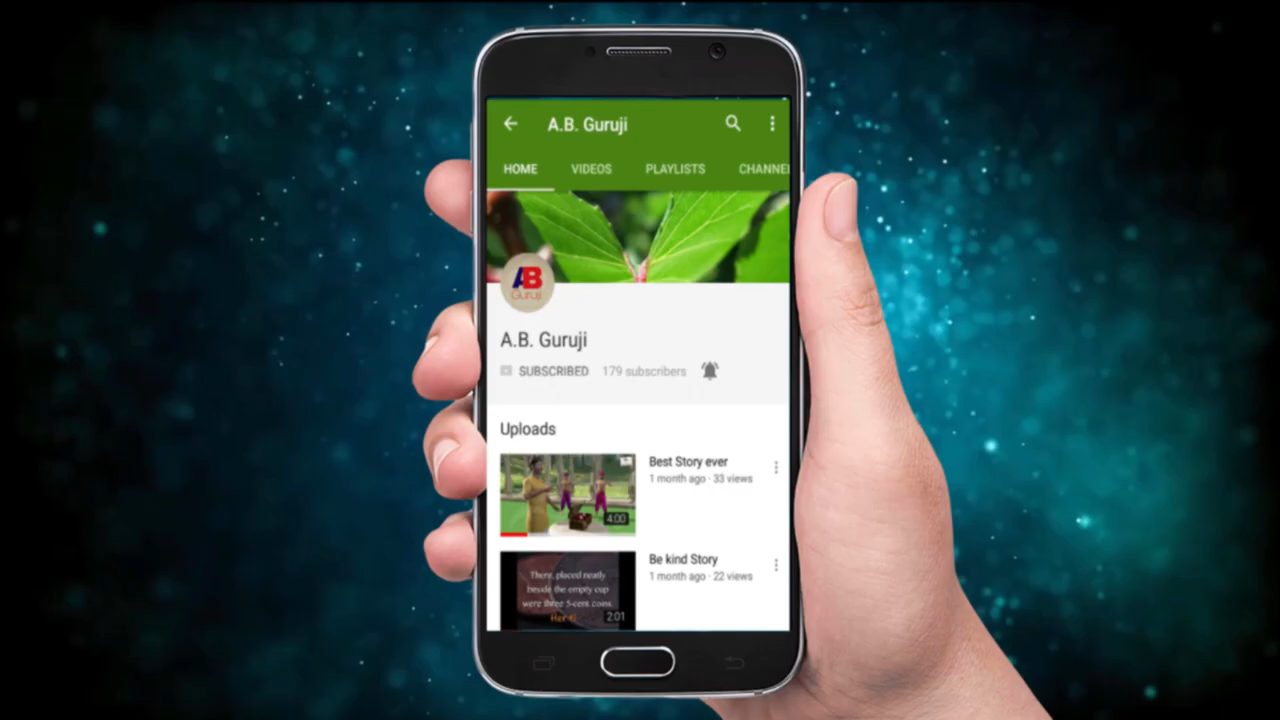 A.B. Guruji
HOME VIDEOS PLAYLISTS CHANNEL
AB
Guruji
A.B. Guruji
SUBSCRIBED 179 subscribers
Uploads
Best Story ever
1 month ago · 33 views
4:00
Be kind Story
1 month ago · 22 views
There, placed neatly
beside the empty cup
were three 5-cent coins.
2:01